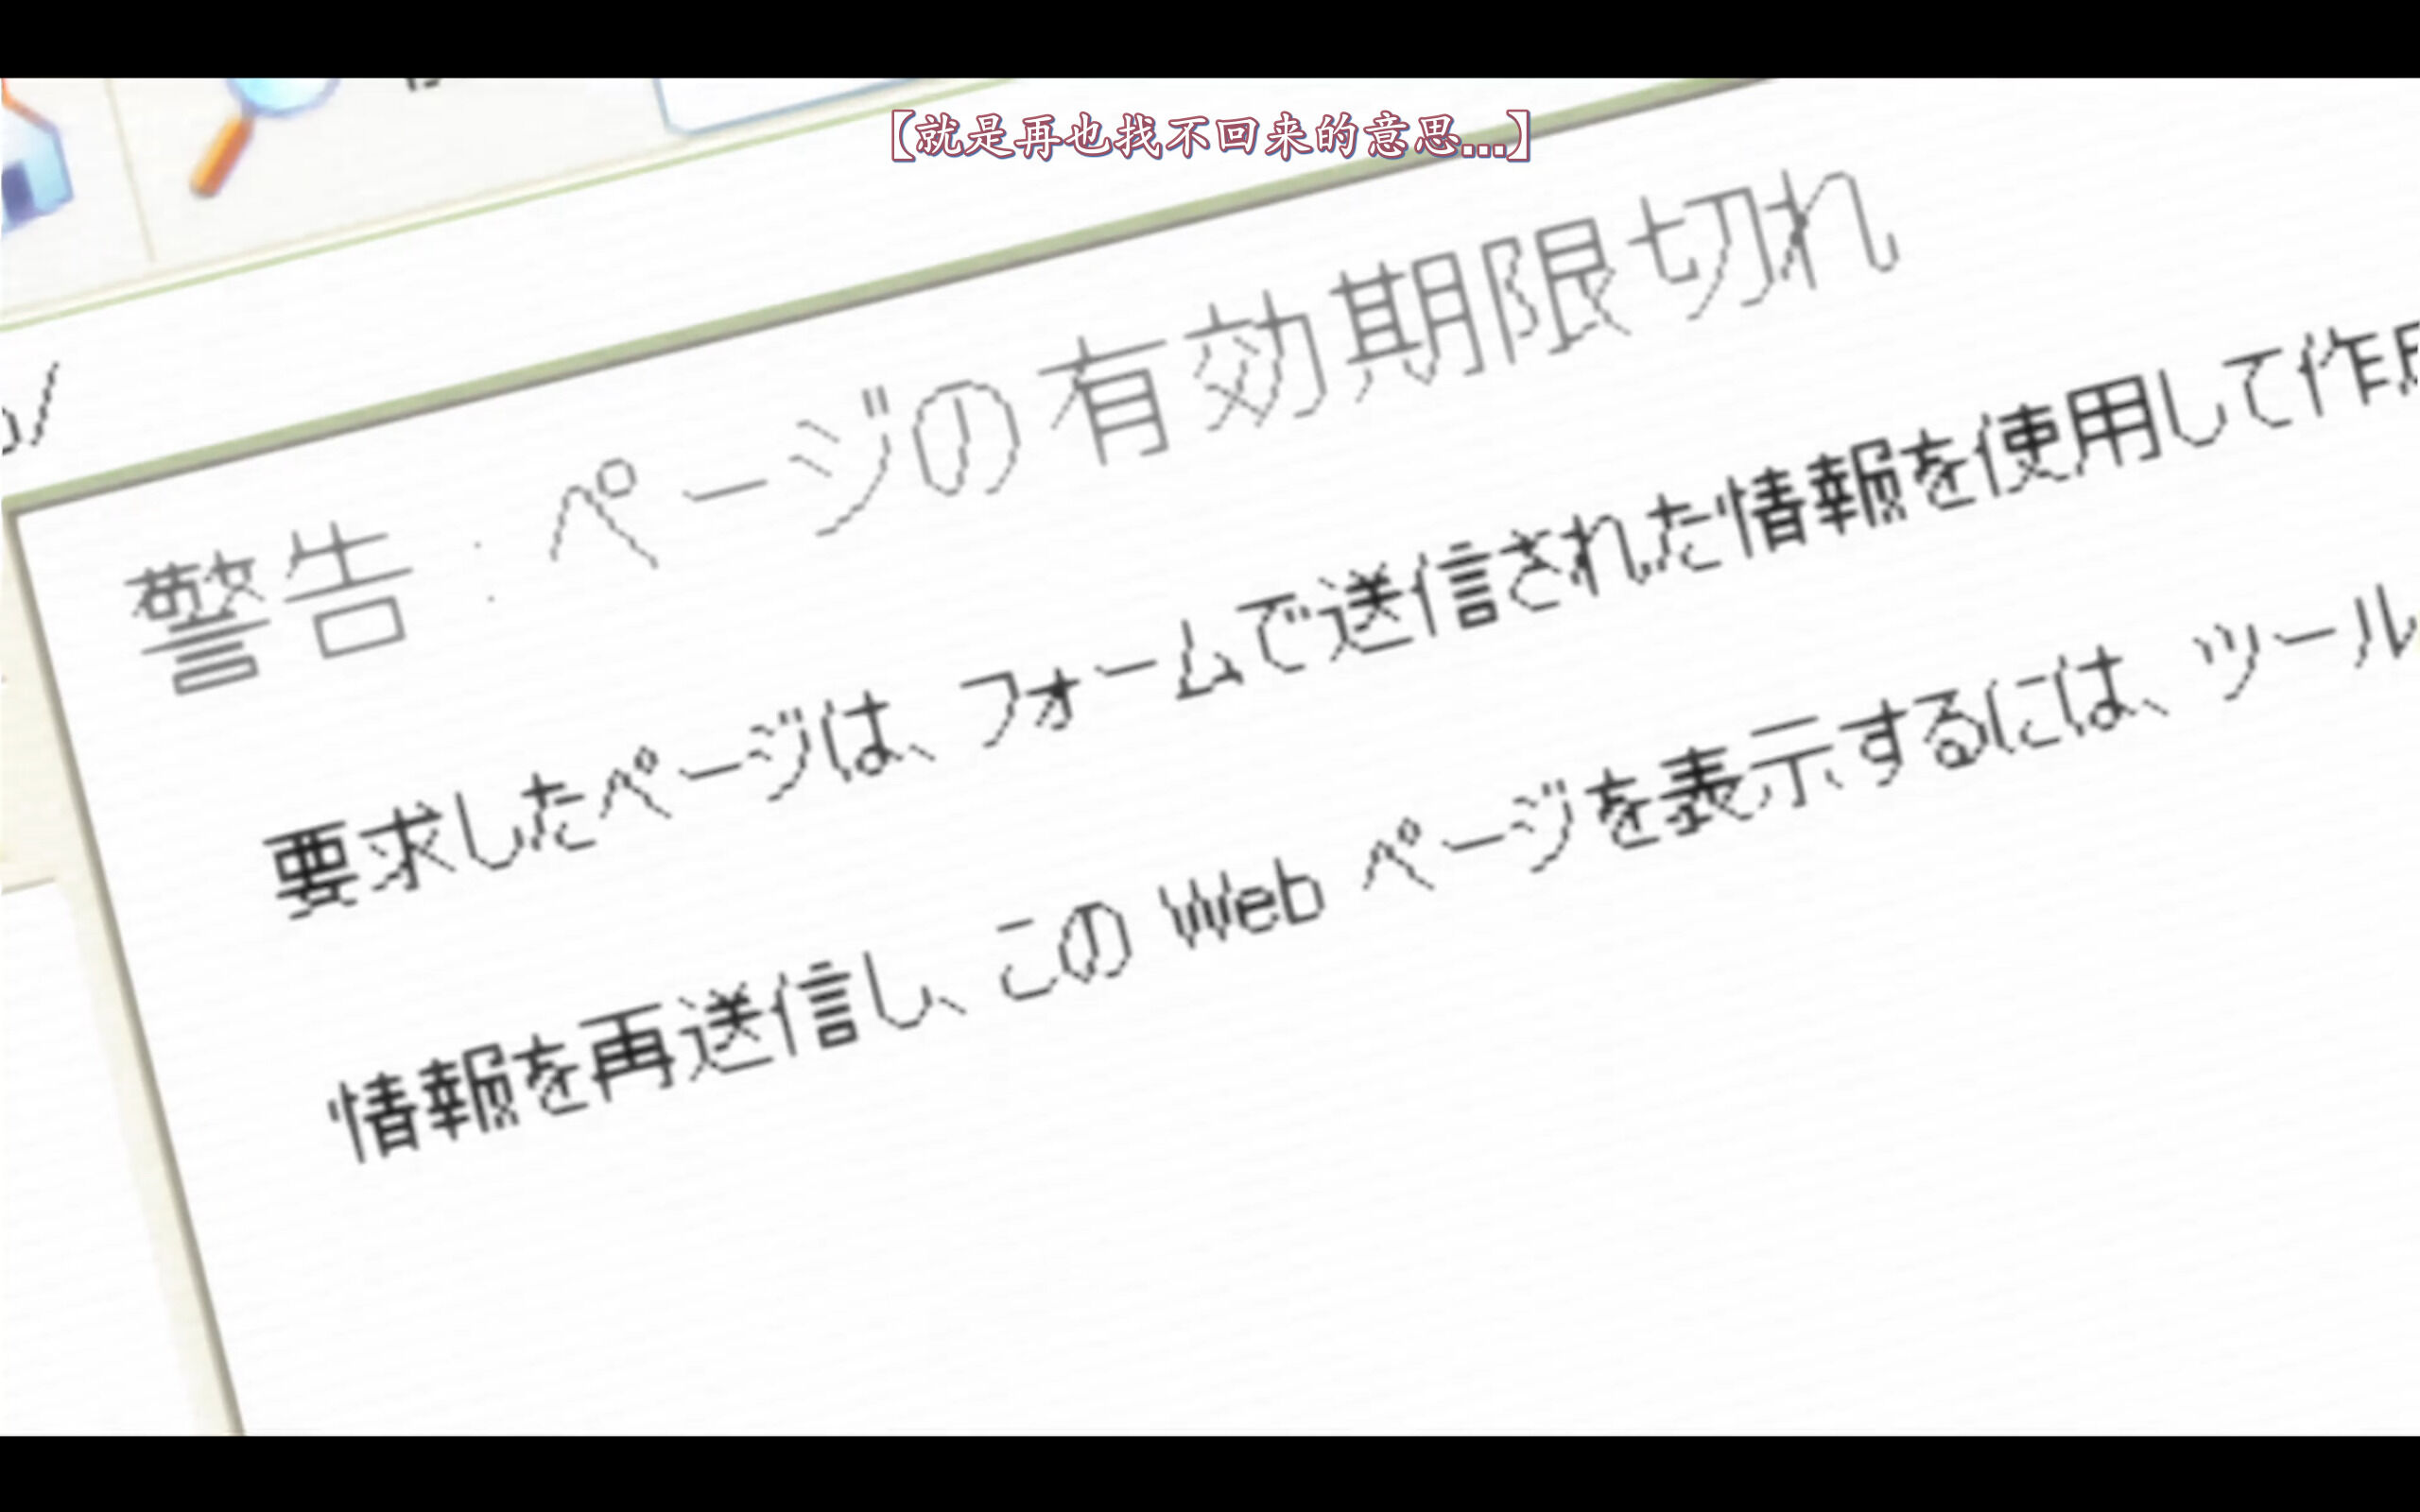 【就是再也找不回来的意思...】
警告 : ページの有効期限切れ
要求したページは、フォームで送信された情報を使用して作成
情報を再送信し、この Web ページを表示するには、ツール